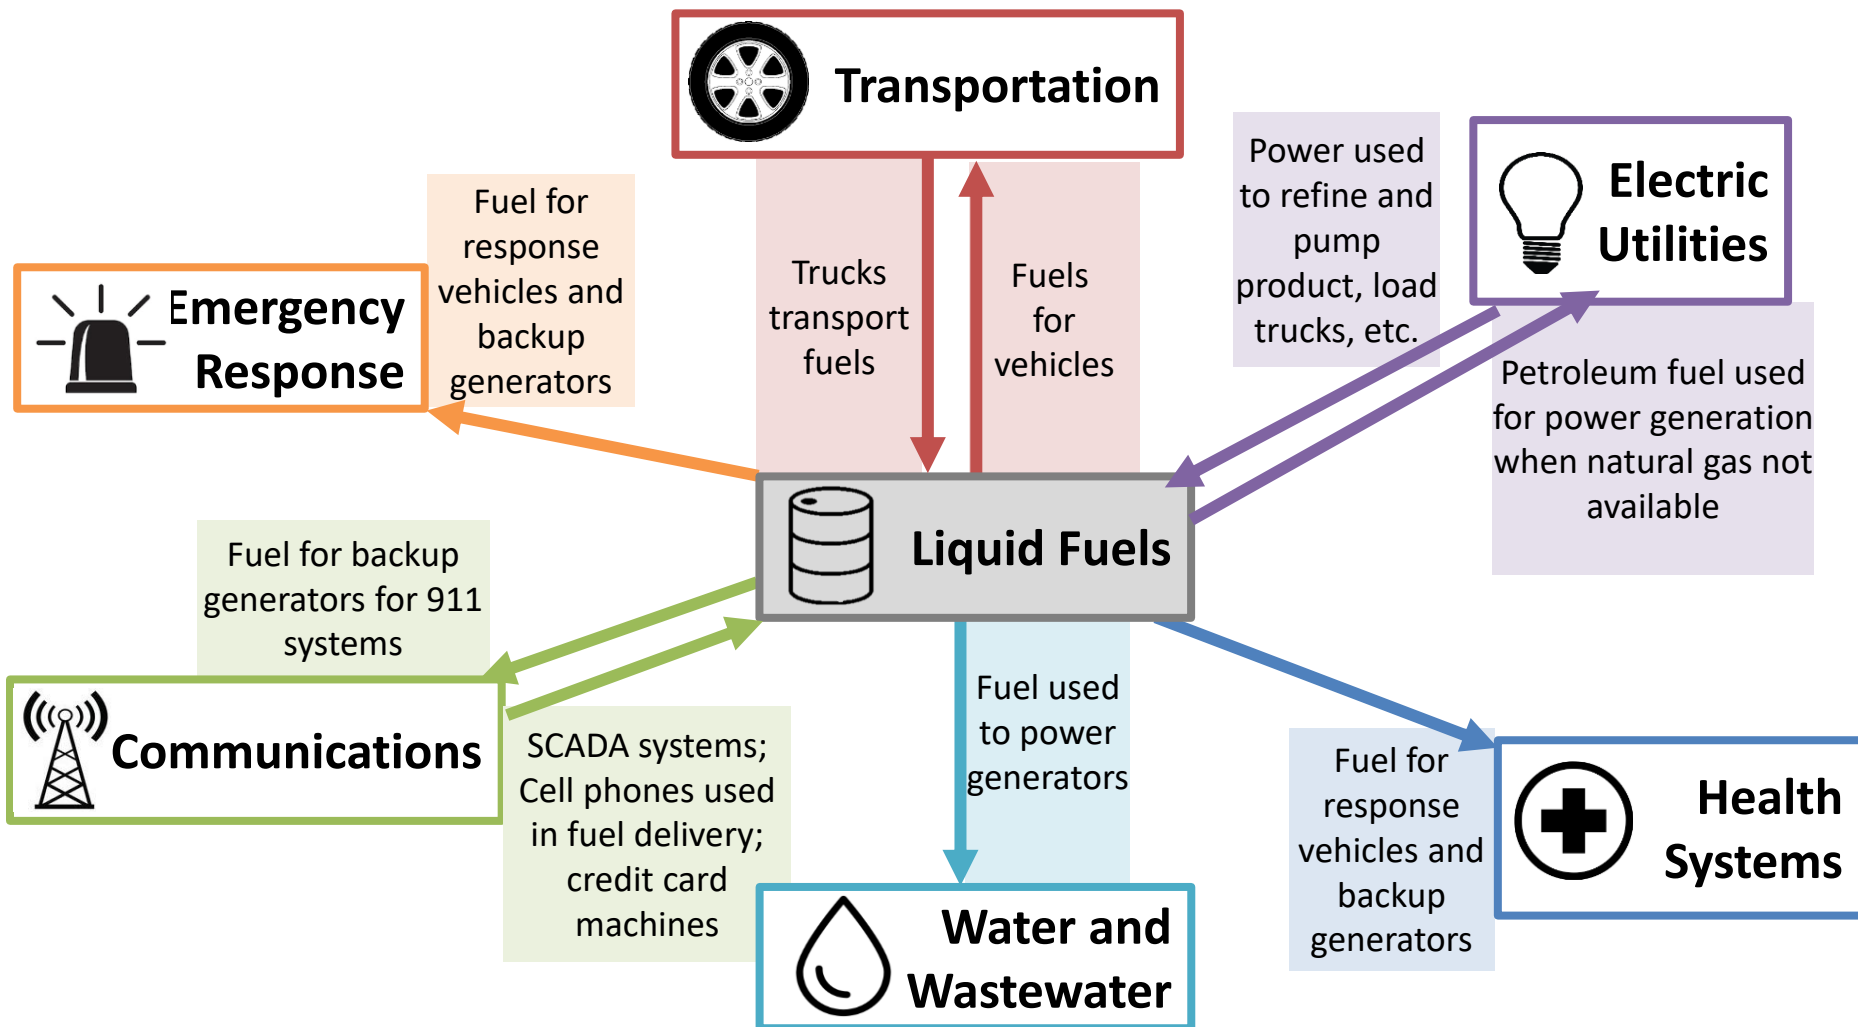 Transportation
Power used
to refine and
pump
product, load
trucks, etc.
Electric
Utilities
Fuel for
response
vehicles and
backup
generators
Emergency
Response
Trucks
transport
fuels
Fuels
for
vehicles
Petroleum fuel used
for power generation
when natural gas not
available
Liquid Fuels
Fuel for backup
generators for 911
systems
Communications
SCADA systems;
Cell phones used
in fuel delivery;
credit card
machines
Fuel used
to power
generators
Water and
Wastewater
Fuel for
response
vehicles and
backup
generators
Health
Systems